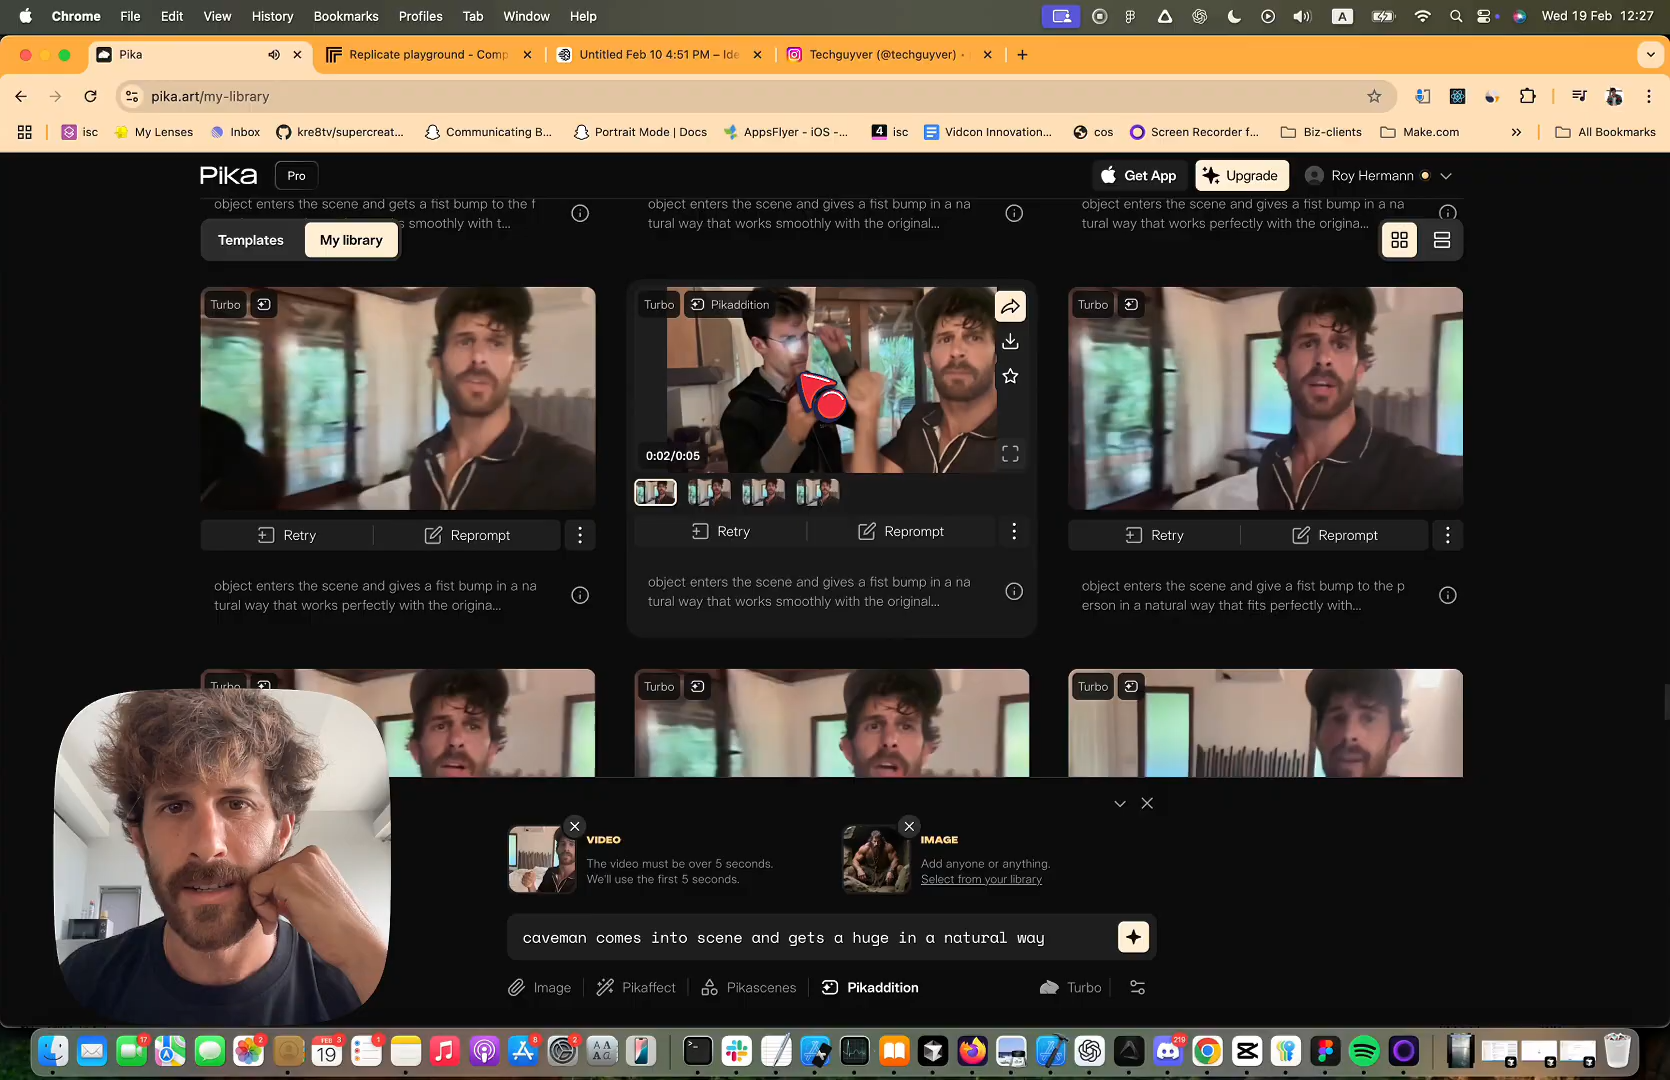 Chrome File Edit View History Bookmarks Profiles Tab Window Help
A
Wed 19 Feb 12:27
Pika
Replicate playground - Comp
Untitled Feb 10 4:51 PM – Ide
Techguyver (@techguyver) •
pika.art/my-library
isc
My Lenses
Inbox
kre8tv/supercreat...
Communicating B...
Portrait Mode | Docs
AppsFlyer - iOS -...
4 isc
Vidcon Innovation...
cos
Screen Recorder f...
Biz-clients
Make.com
All Bookmarks
Pika
Pro
Get App
Upgrade
Roy Hermann
object enters the scene and gets a fist bump to the f
s smoothly with t...
object enters the scene and gives a fist bump in a na
tural way that works smoothly with the original...
object enters the scene and gives a fist bump in a na
tural way that works perfectly with the origina...
Templates
My library
Turbo
Turbo
Pikaddition
0:02/0:05
Turbo
Retry
Reprompt
Retry
Reprompt
Retry
Reprompt
object enters the scene and gives a fist bump in a na
tural way that works perfectly with the origina...
object enters the scene and gives a fist bump in a na
tural way that works smoothly with the original...
object enters the scene and give a fist bump to the p
erson in a natural way that fits perfectly with...
Turbo
Turbo
Turbo
VIDEO
The video must be over 5 seconds.
We'll use the first 5 seconds.
IMAGE
Add anyone or anything.
Select from your library
caveman comes into scene and gets a huge in a natural way
Image
Pikaffect
Pikascenes
Pikaddition
Turbo
17
2
FEB 3
19
1
8
2
219